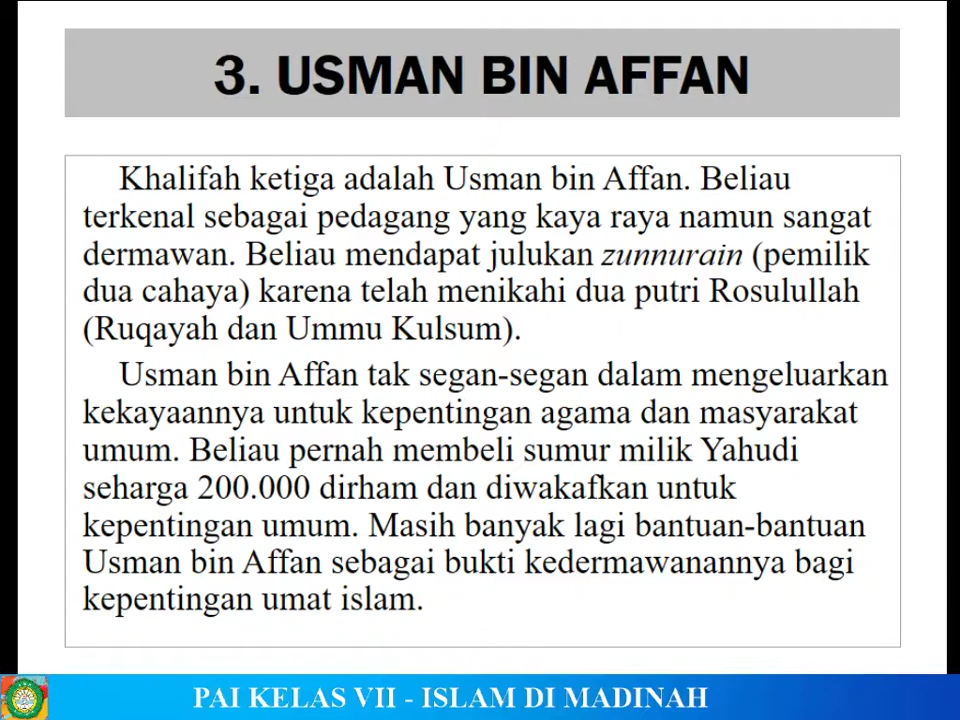 3. USMAN BIN AFFAN
Khalifah ketiga adalah Usman bin Affan. Beliau
terkenal sebagai pedagang yang kaya raya namun sangat
dermawan. Beliau mendapat julukan zunnurain (pemilik
dua cahaya) karena telah menikahi dua putri Rosulullah
(Ruqayah dan Ummu Kulsum).
Usman bin Affan tak segan-segan dalam mengeluarkan
kekayaannya untuk kepentingan agama dan masyarakat
umum. Beliau pernah membeli sumur milik Yahudi
seharga 200.000 dirham dan diwakafkan untuk
kepentingan umum. Masih banyak lagi bantuan-bantuan
Usman bin Affan sebagai bukti kedermawanannya bagi
kepentingan umat islam.
PAI KELAS VII - ISLAM DI MADINAH